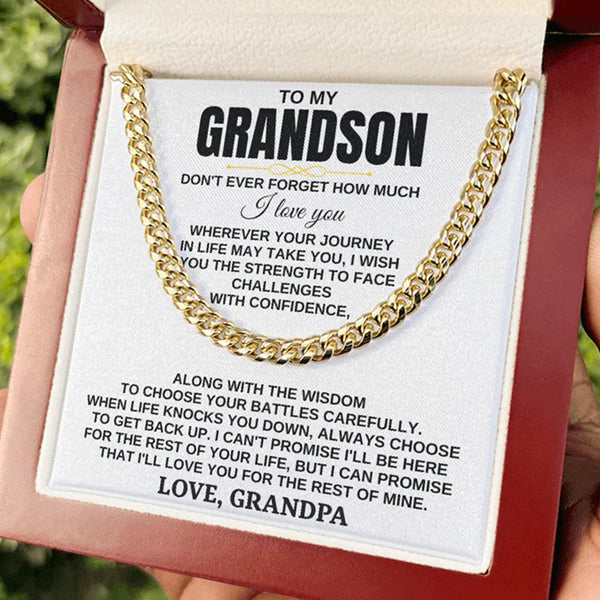 TO MY
GRANDSON
DON'T EVER FORGET HOW MUCH
I love you
WHEREVER YOUR JOURNEY
IN LIFE MAY TAKE YOU, I WISH
YOU THE STRENGTH TO FACE
CHALLENGES
WITH CONFIDENCE,
ALONG WITH THE WISDOM
TO CHOOSE YOUR BATTLES CAREFULLY.
WHEN LIFE KNOCKS YOU DOWN, ALWAYS CHOOSE
TO GET BACK UP. I CAN'T PROMISE I'LL BE HERE
FOR THE REST OF YOUR LIFE, BUT I CAN PROMISE
THAT I'LL LOVE YOU FOR THE REST OF MINE.
LOVE, GRANDPA